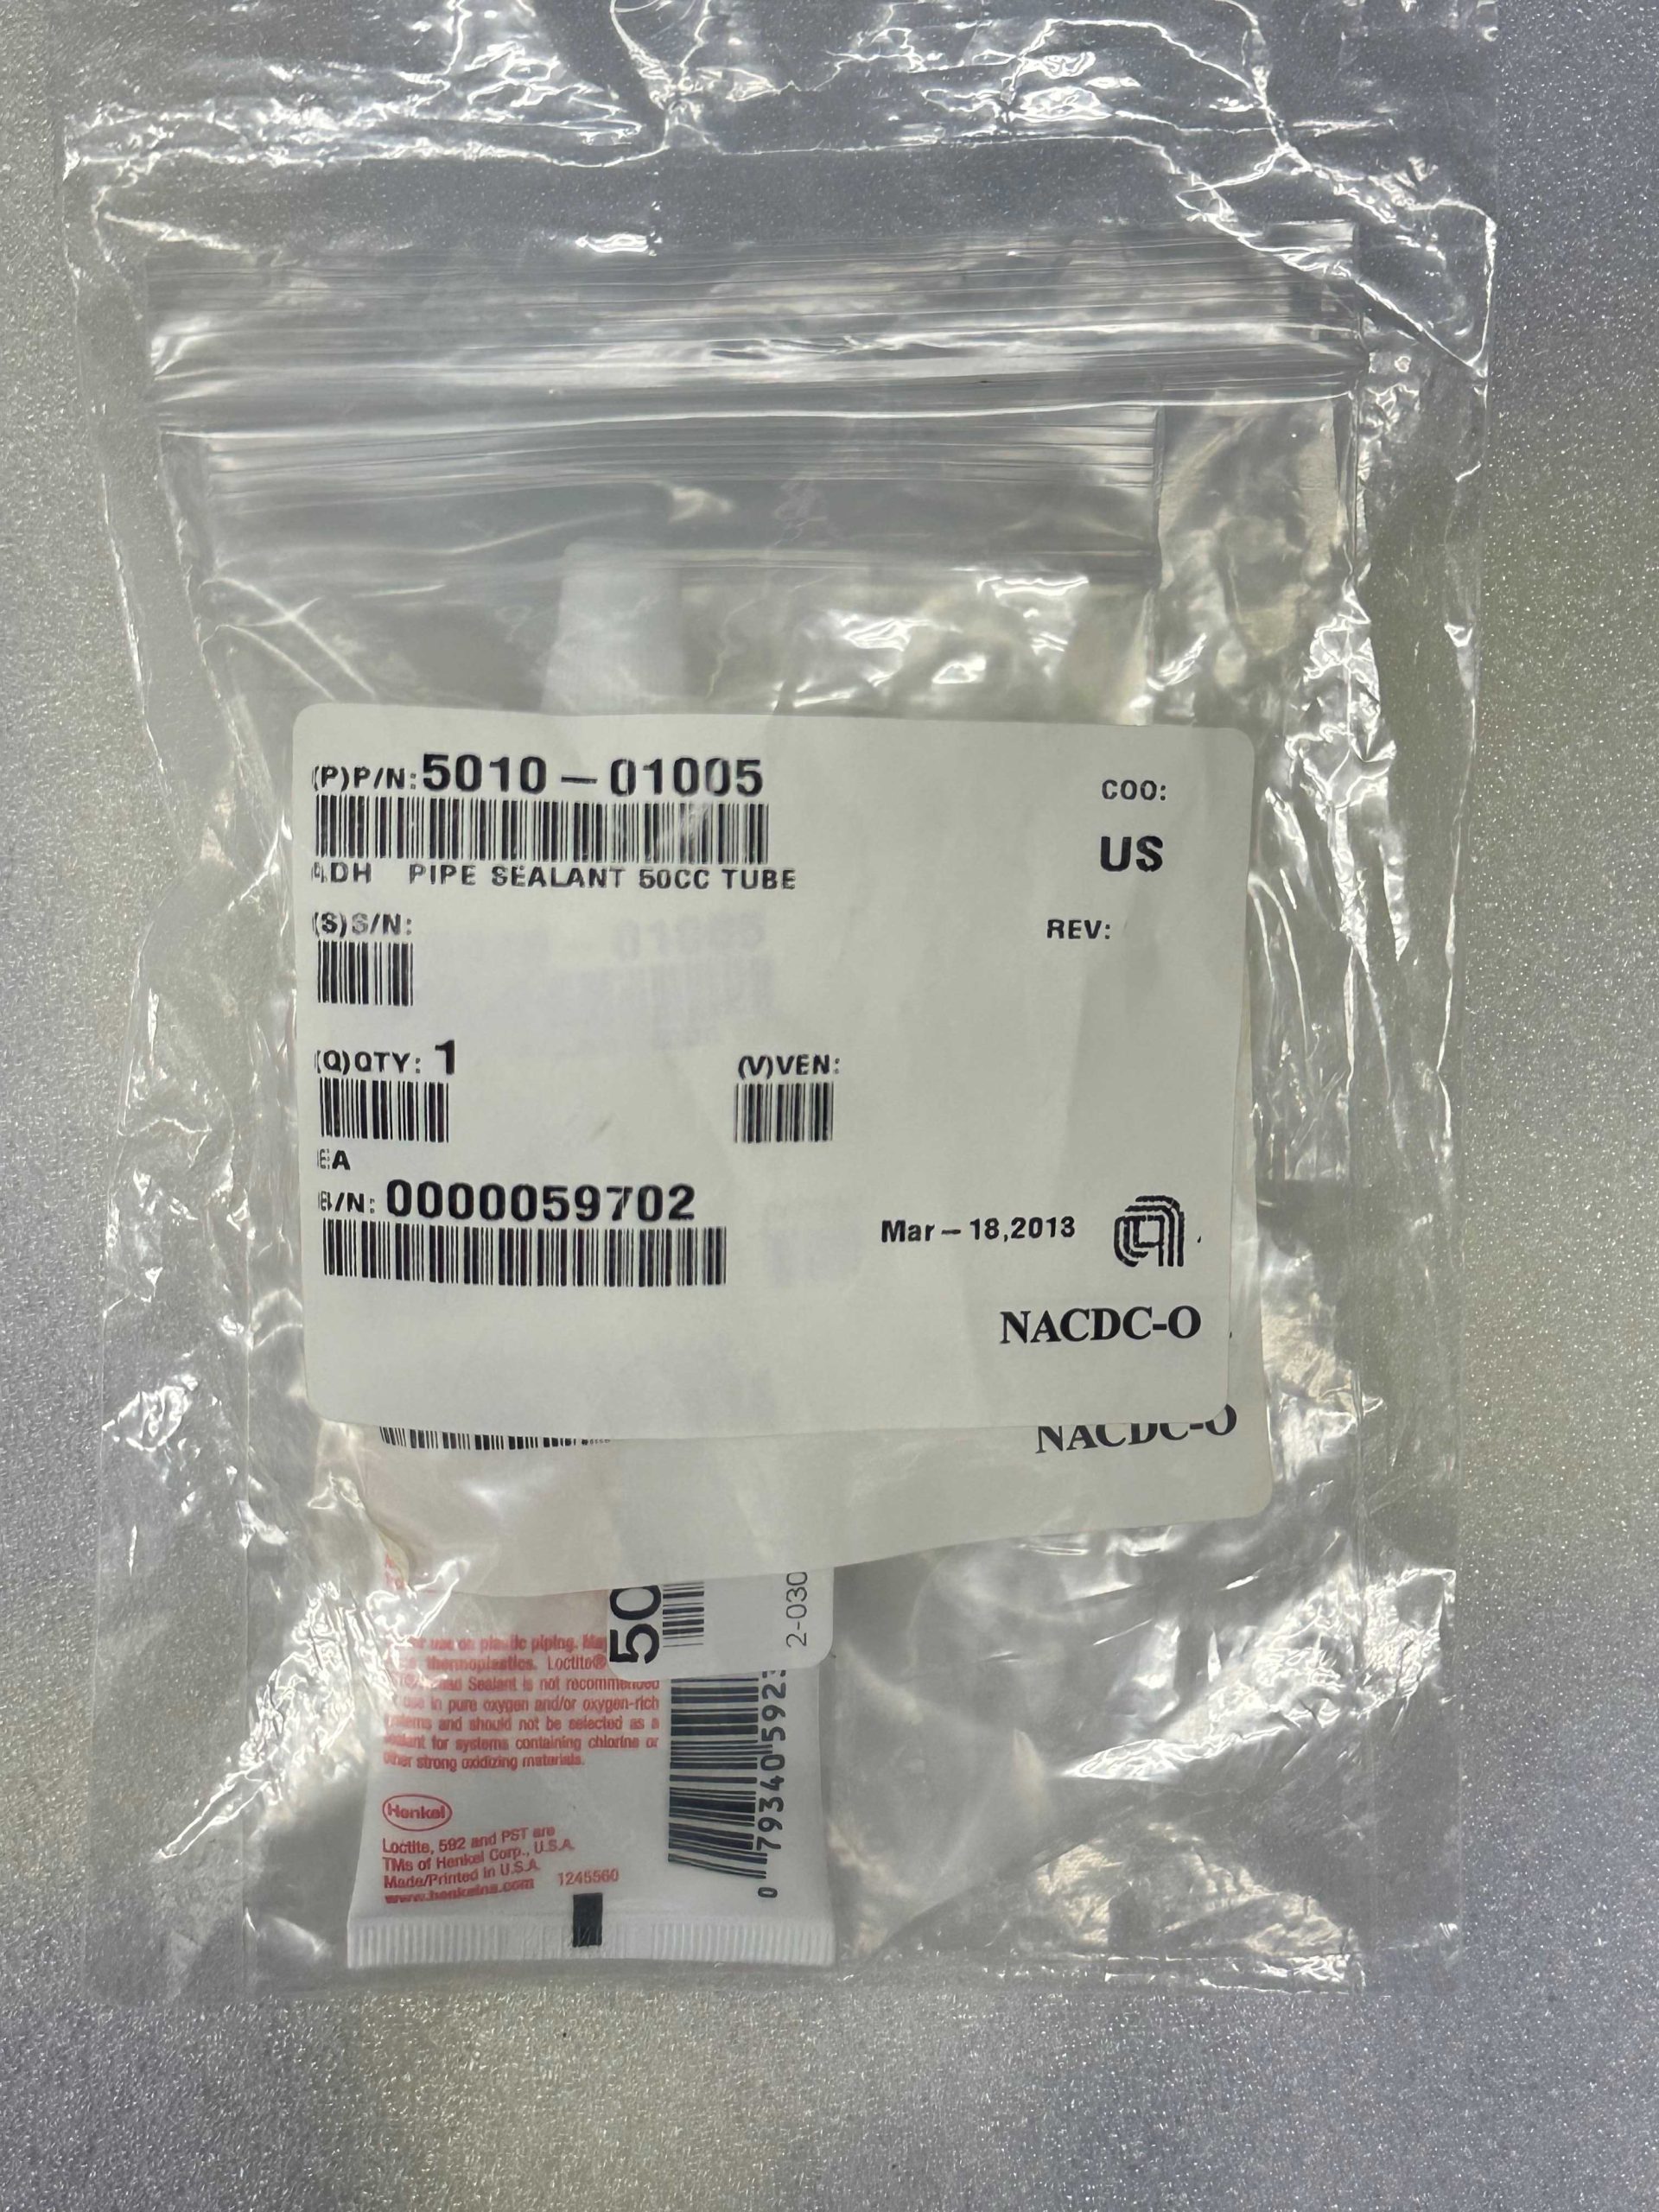 (P)P/N: 5010-01005
COO:
US
ADH PIPE SEALANT 50CC TUBE
(S)S/N:
REV:
(Q)QTY: 1
(V)VEN:
EA
B/N: 0000059702
Mar-18,2013
NACDC-O
NACDC-O
50
2-030
use on plastic piping.
thermoplastics. Loctite®
Sealant is not recommended
use in pure oxygen and/or oxygen-rich
systems and should not be selected as a
sealant for systems containing chlorine or
other strong oxidizing materials.
Henkel
Loctite, 592 and PST are
TMs of Henkel Corp., U.S.A.
Made/Printed in U.S.A.
www.henkelna.com
1245560
0 79340 592